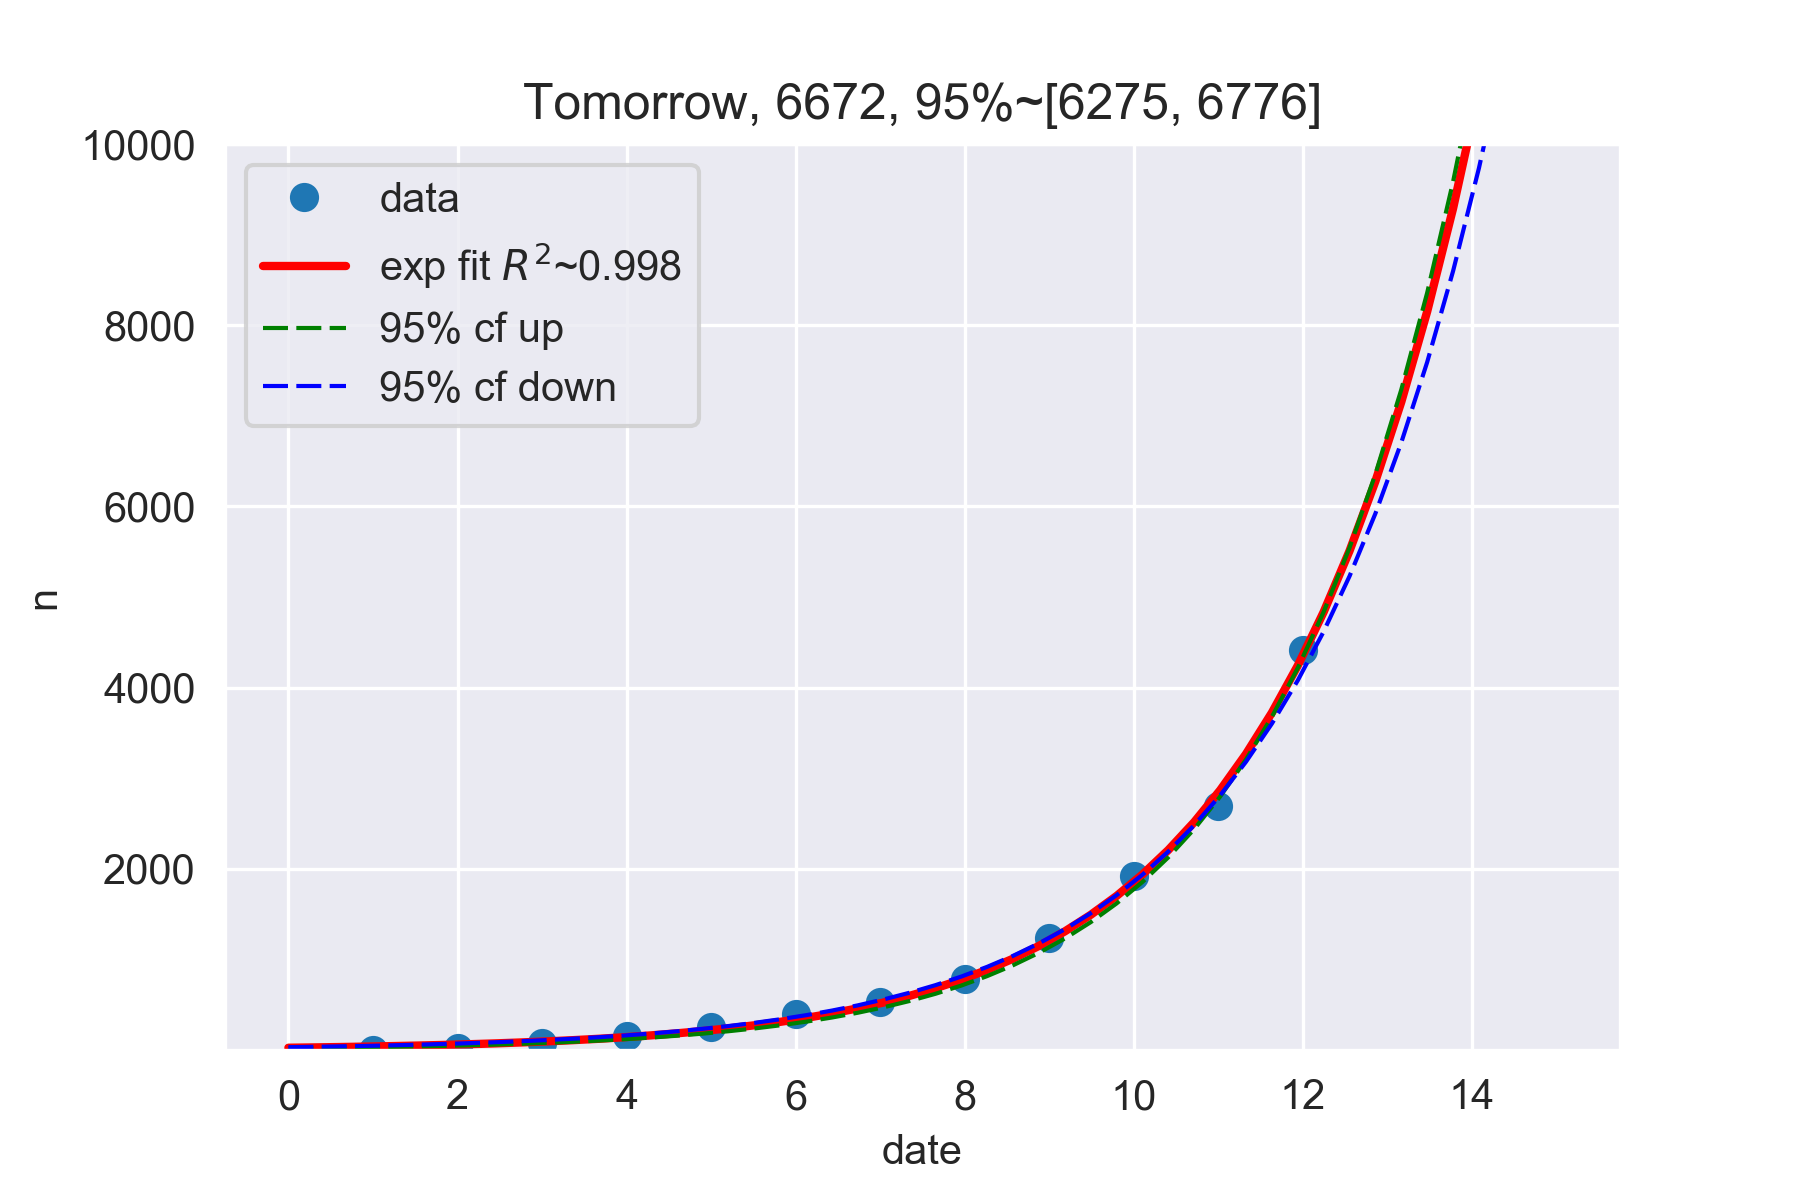 Tomorrow, 6672, 95%~[6275, 6776]
10000
8000
6000
4000
2000
n
data
exp fit R²~0.998
95% cf up
95% cf down
0 2 4 6 8 10 12 14
date